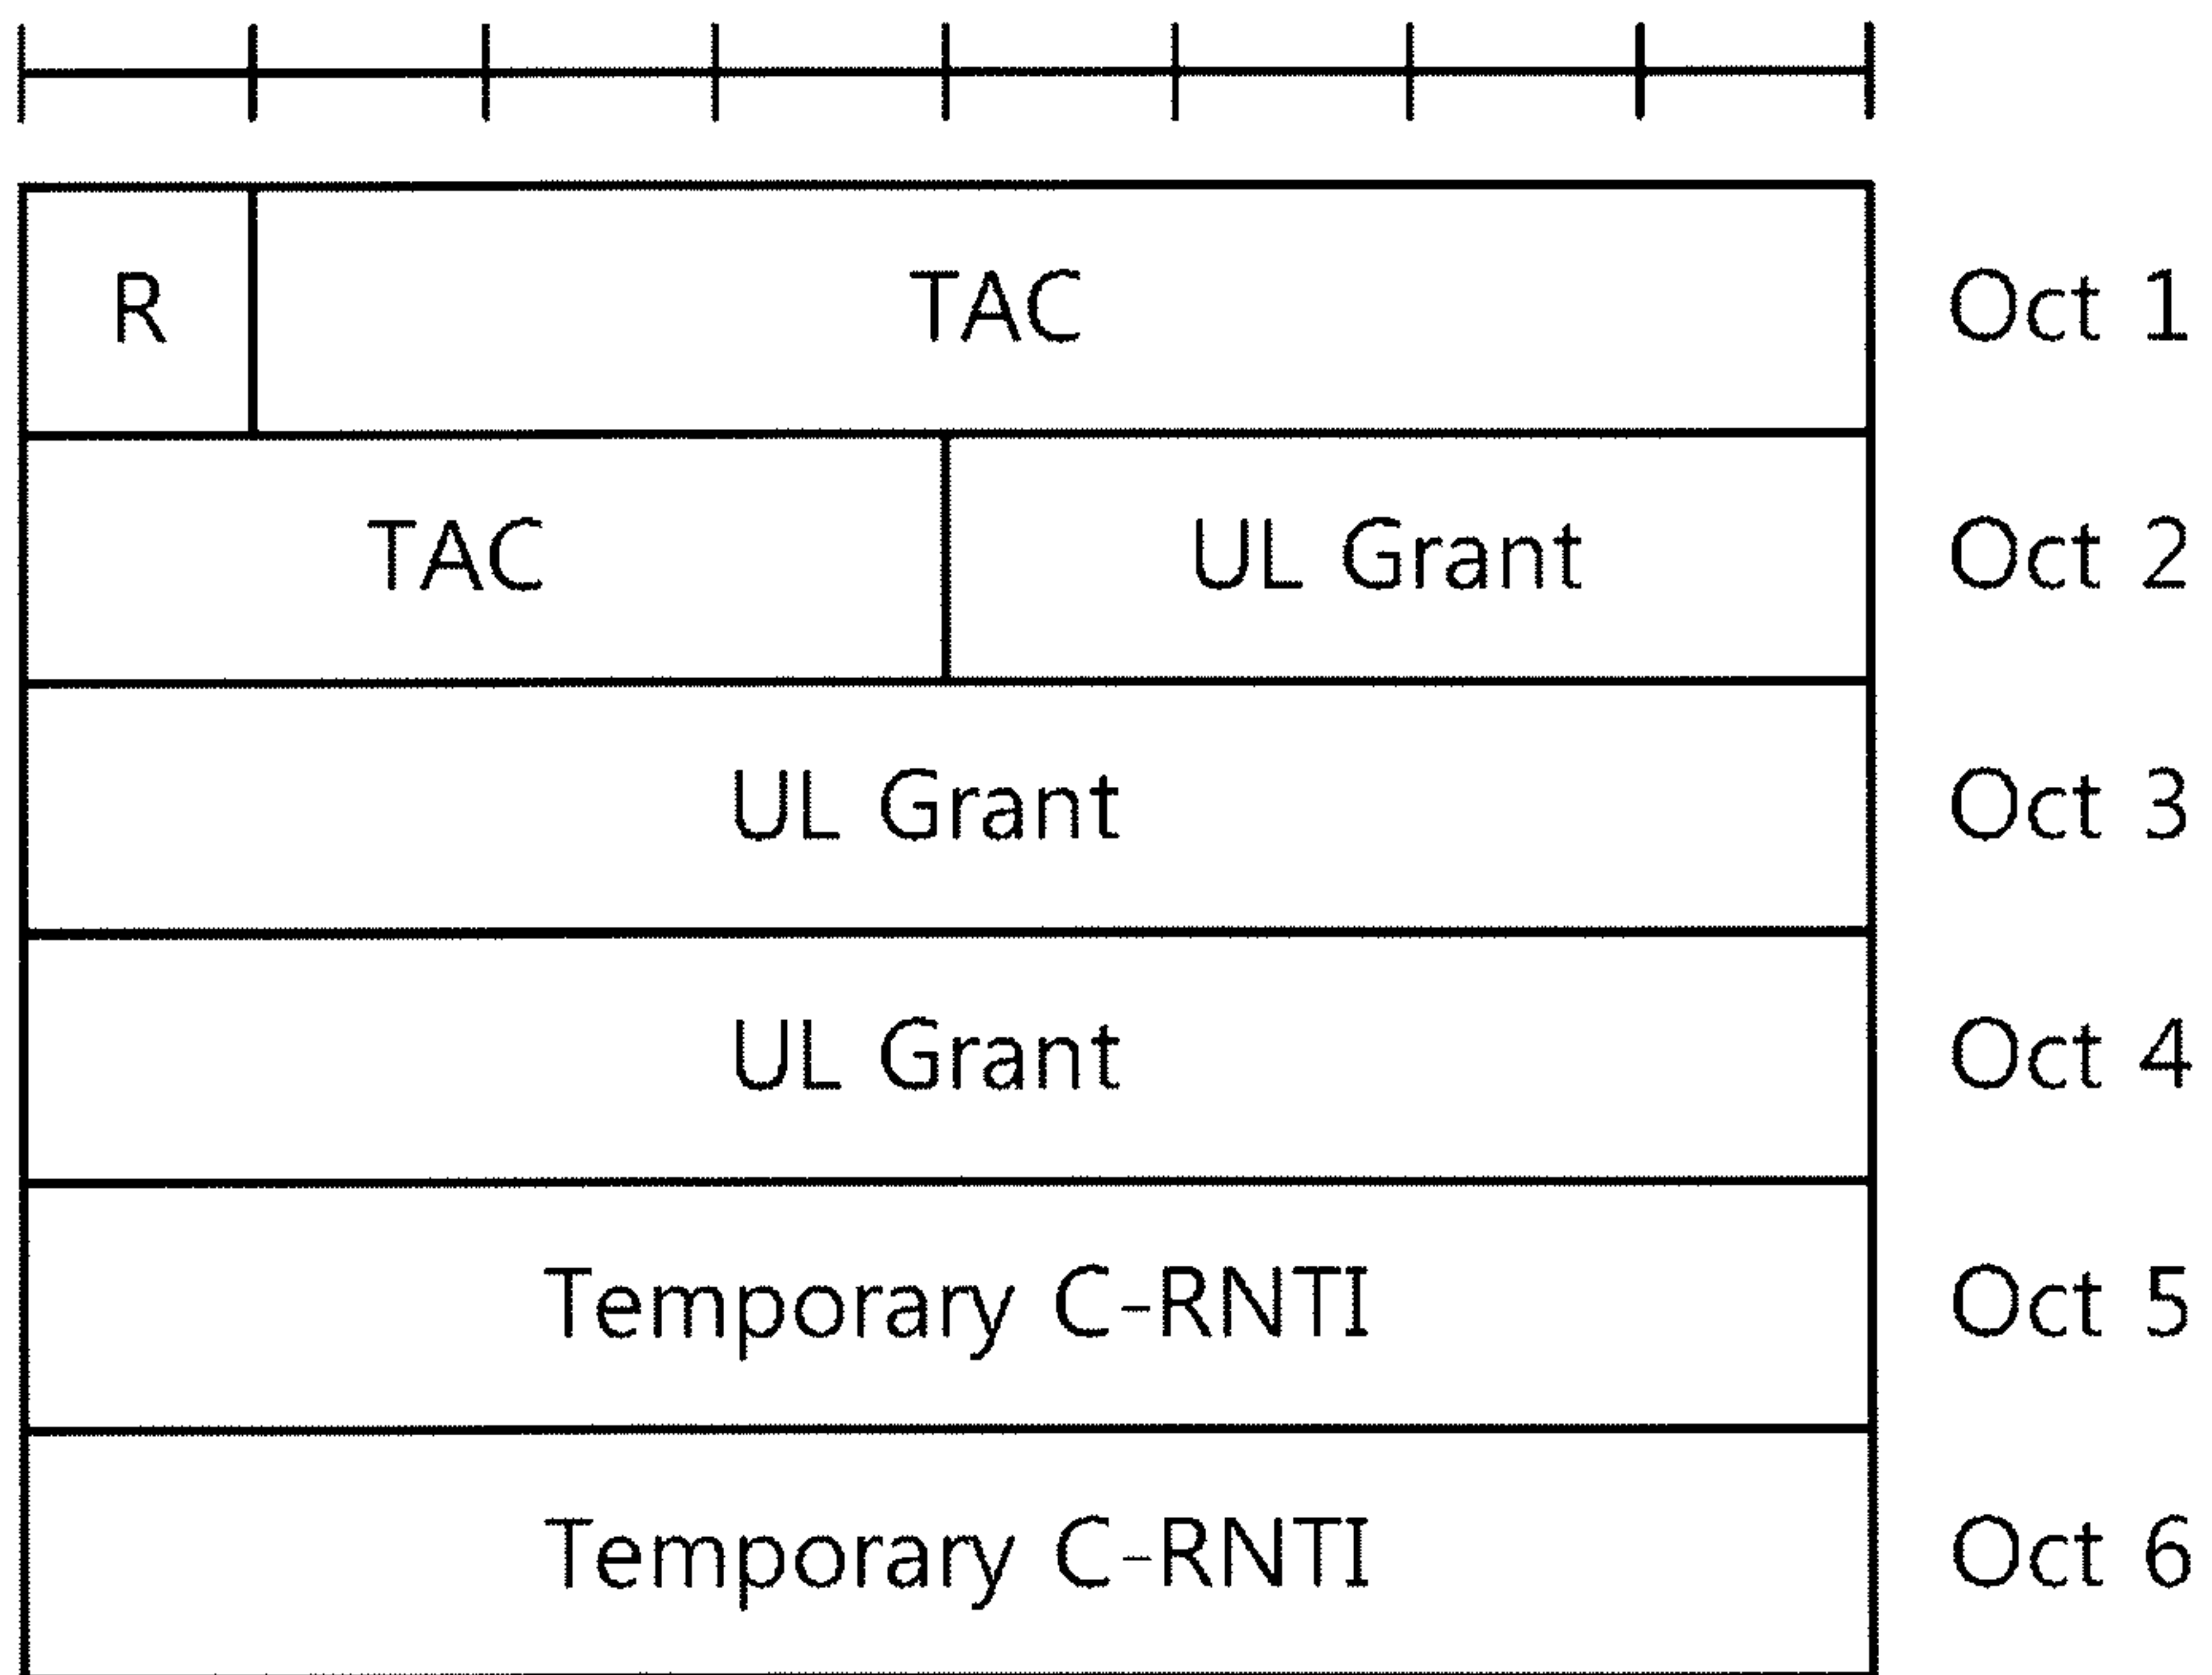 R TAC Oct 1
TAC UL Grant Oct 2
UL Grant Oct 3
UL Grant Oct 4
Temporary C-RNTI Oct 5
Temporary C-RNTI Oct 6